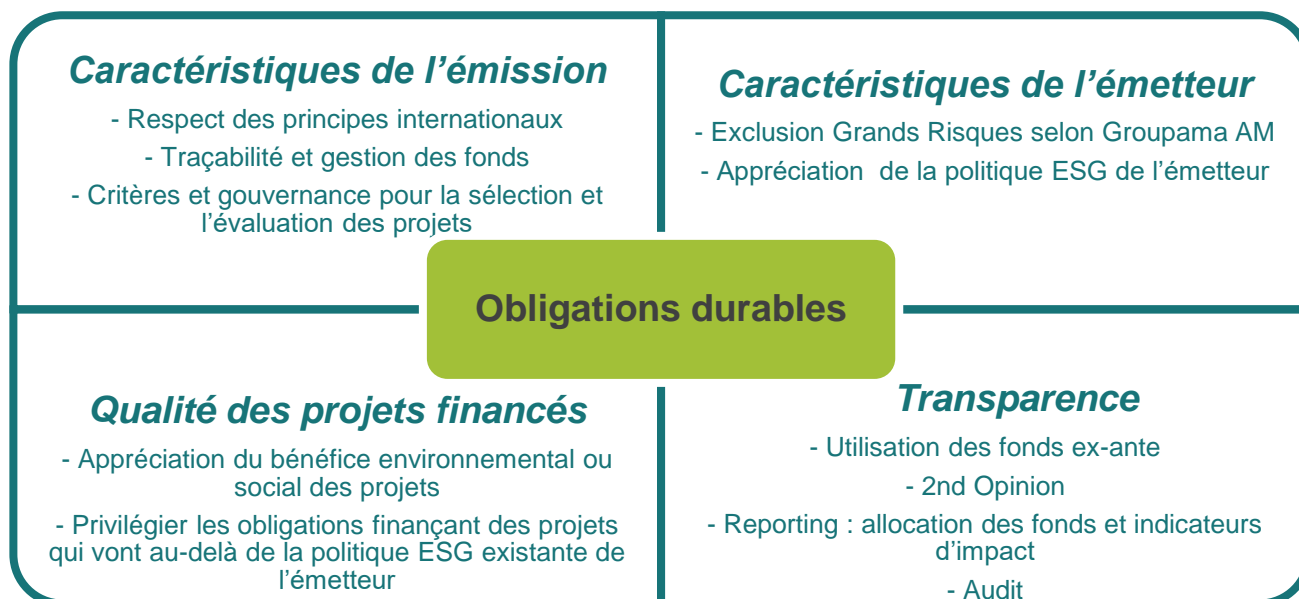 Caractéristiques de l’émission
- Respect des principes internationaux
- Traçabilité et gestion des fonds
- Critères et gouvernance pour la sélection et
l’évaluation des projets
Caractéristiques de l’émetteur
- Exclusion Grands Risques selon Groupama AM
- Appréciation de la politique ESG de l’émetteur
Obligations durables
Qualité des projets financés
- Appréciation du bénéfice environnemental ou
social des projets
- Privilégier les obligations finançant des projets
qui vont au-delà de la politique ESG existante de
l’émetteur
Transparence
- Utilisation des fonds ex-ante
- 2nd Opinion
- Reporting : allocation des fonds et indicateurs
d’impact
- Audit